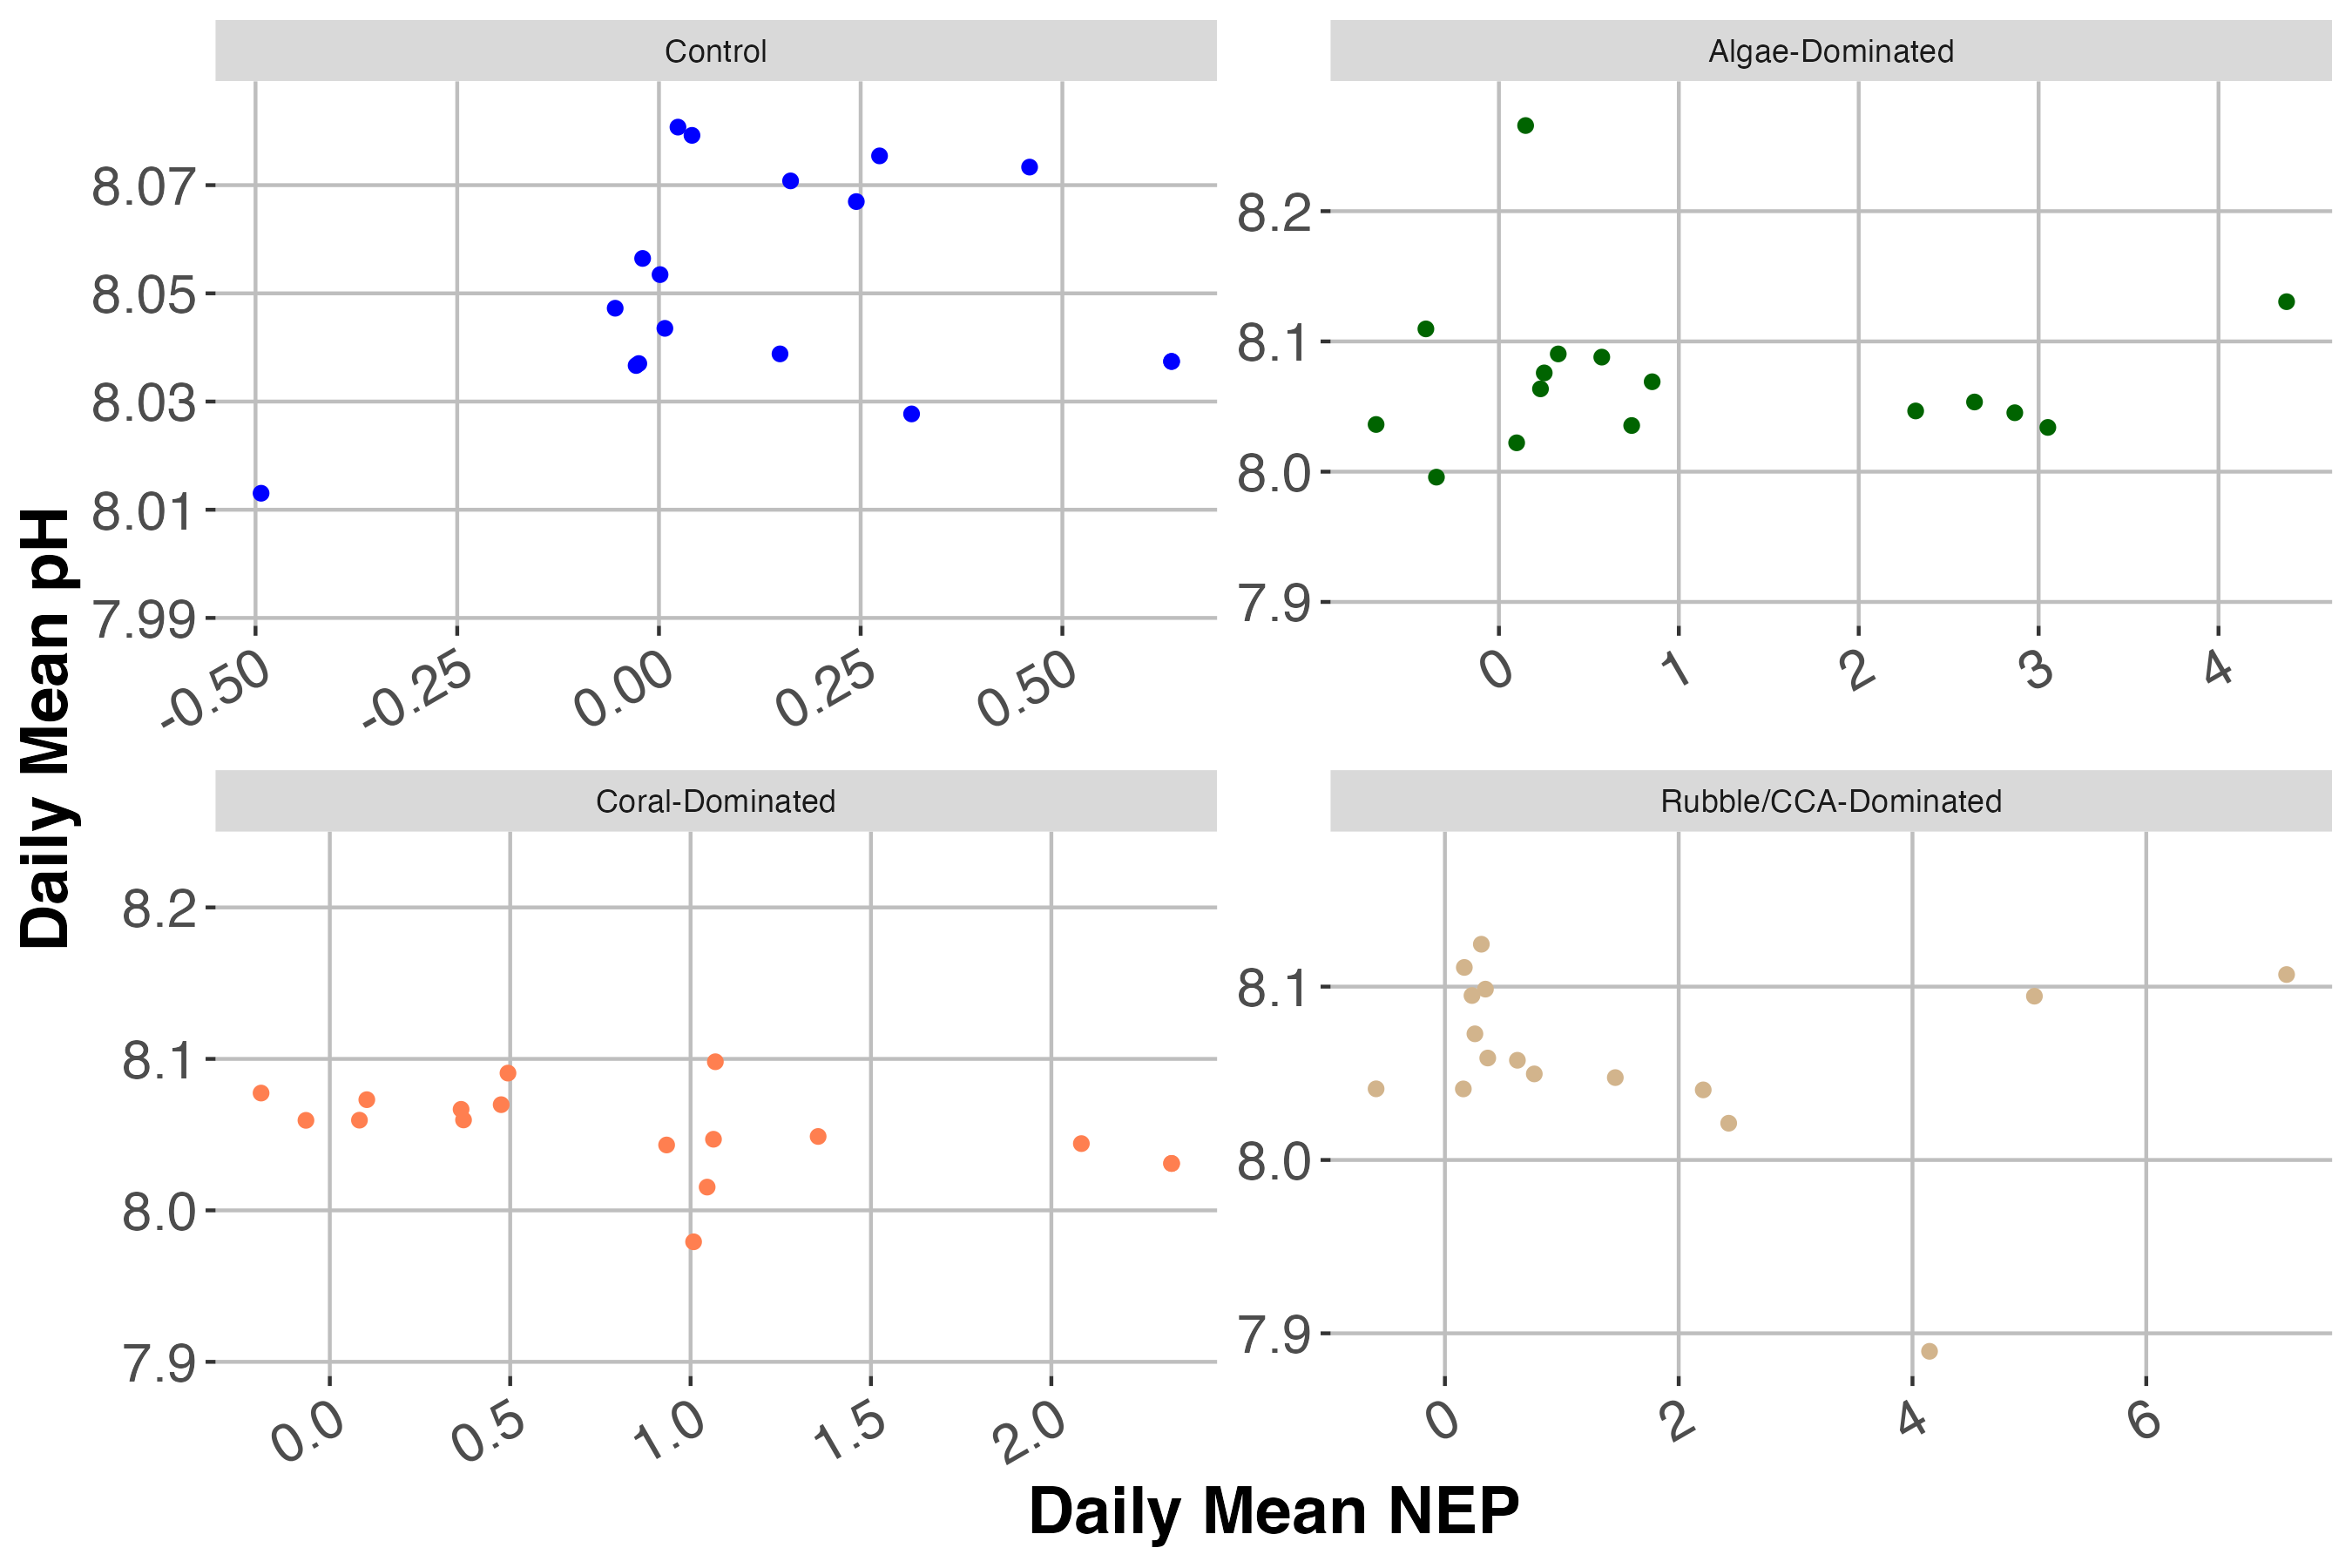 Control
Algae-Dominated
8.07
8.05
8.03
8.01
7.99
8.2
8.1
8.0
7.9
-0.50 -0.25 0.00 0.25 0.50
0 1 2 3 4
Daily Mean pH
Coral-Dominated
Rubble/CCA-Dominated
8.2
8.1
8.0
7.9
8.1
8.0
7.9
0.0 0.5 1.0 1.5 2.0
0 2 4 6
Daily Mean NEP